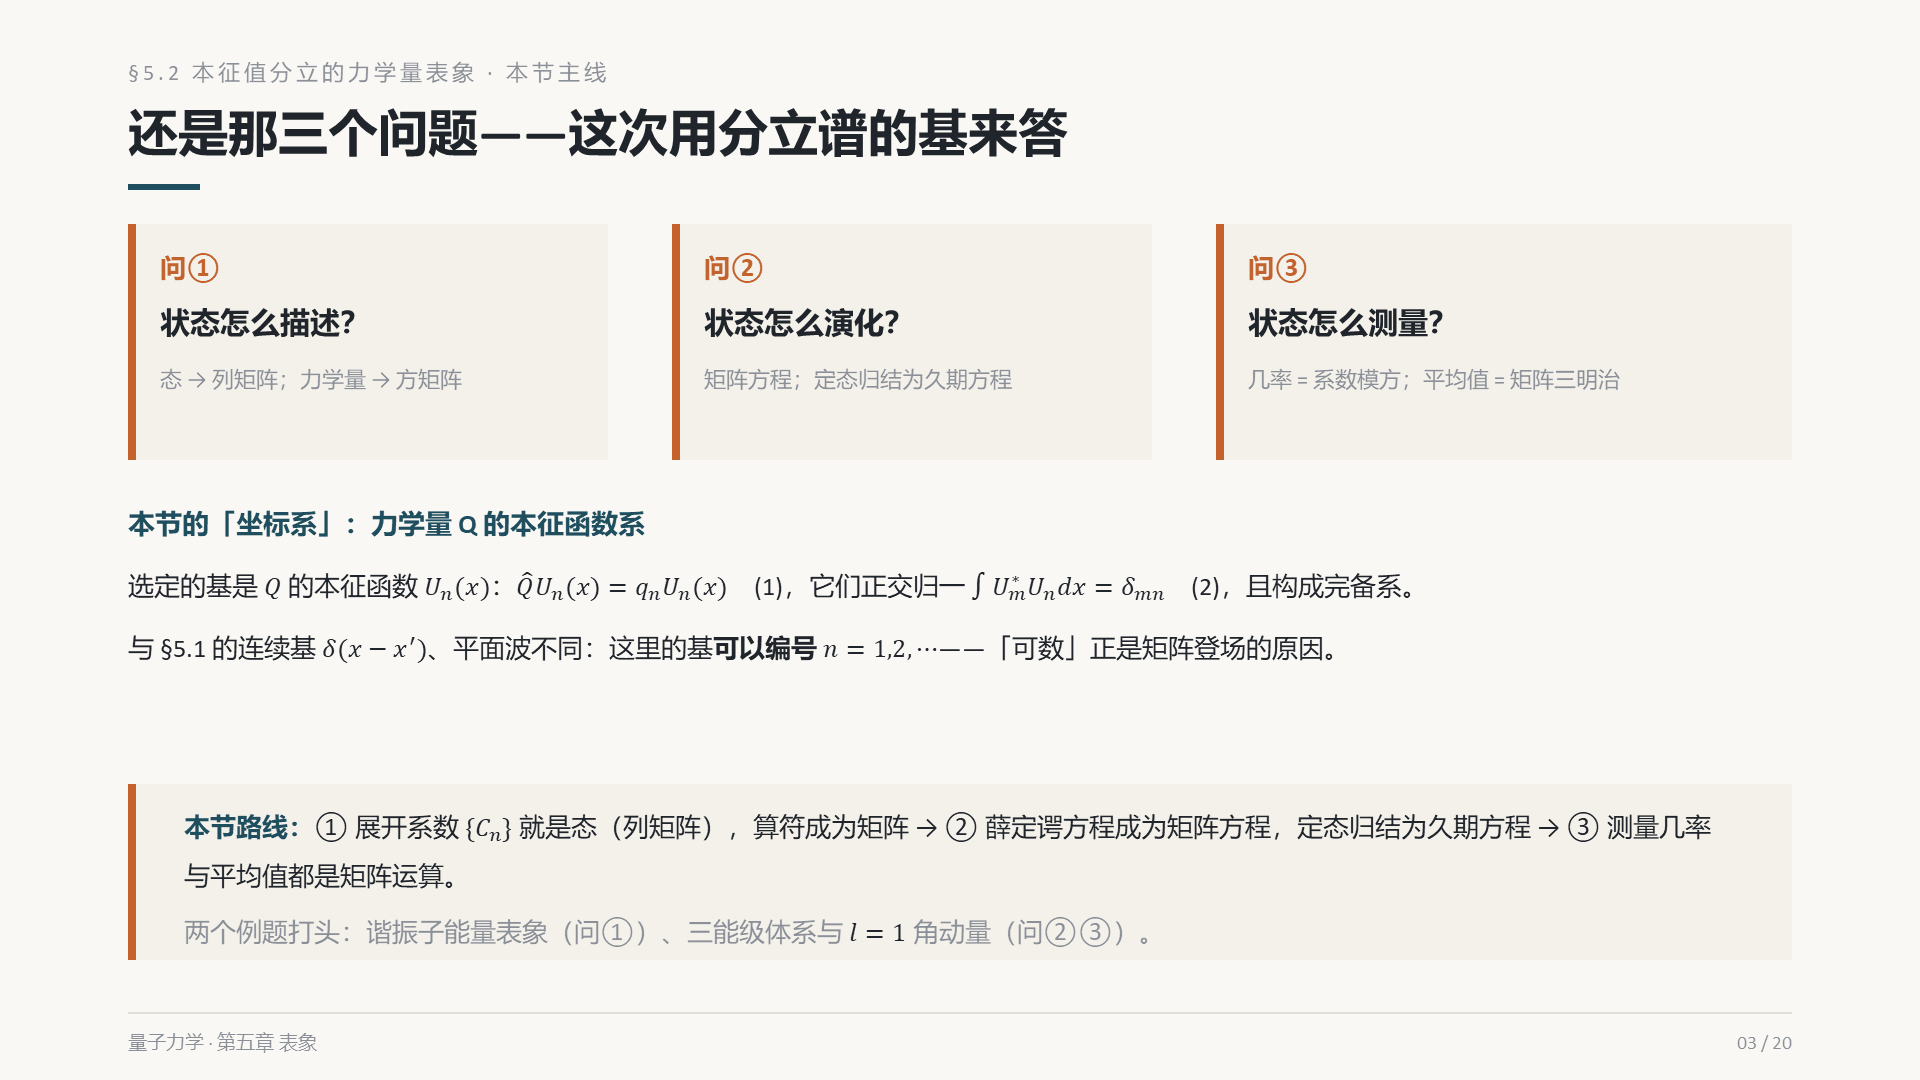 §5.2 本征值分立的力学量表象 · 本节主线
还是那三个问题——这次用分立谱的基来答
问①
状态怎么描述？
态 → 列矩阵；力学量 → 方矩阵
问②
状态怎么演化？
矩阵方程；定态归结为久期方程
问③
状态怎么测量？
几率 = 系数模方；平均值 = 矩阵三明治
本节的「坐标系」：力学量 Q 的本征函数系
选定的基是 Q 的本征函数 Uₙ(x)：Q̂Uₙ(x) = qₙUₙ(x) (1)，它们正交归一 ∫ U*ₘUₙdx = δₘₙ (2)，且构成完备系。
与 §5.1 的连续基 δ(x − x′)、平面波不同：这里的基可以编号 n = 1,2,⋯——「可数」正是矩阵登场的原因。
本节路线：① 展开系数 {Cₙ} 就是态（列矩阵），算符成为矩阵 → ② 薛定谔方程成为矩阵方程，定态归结为久期方程 → ③ 测量几率
与平均值都是矩阵运算。
两个例题打头：谐振子能量表象（问①）、三能级体系与 l = 1 角动量（问②③）。
量子力学 · 第五章 表象
03 / 20